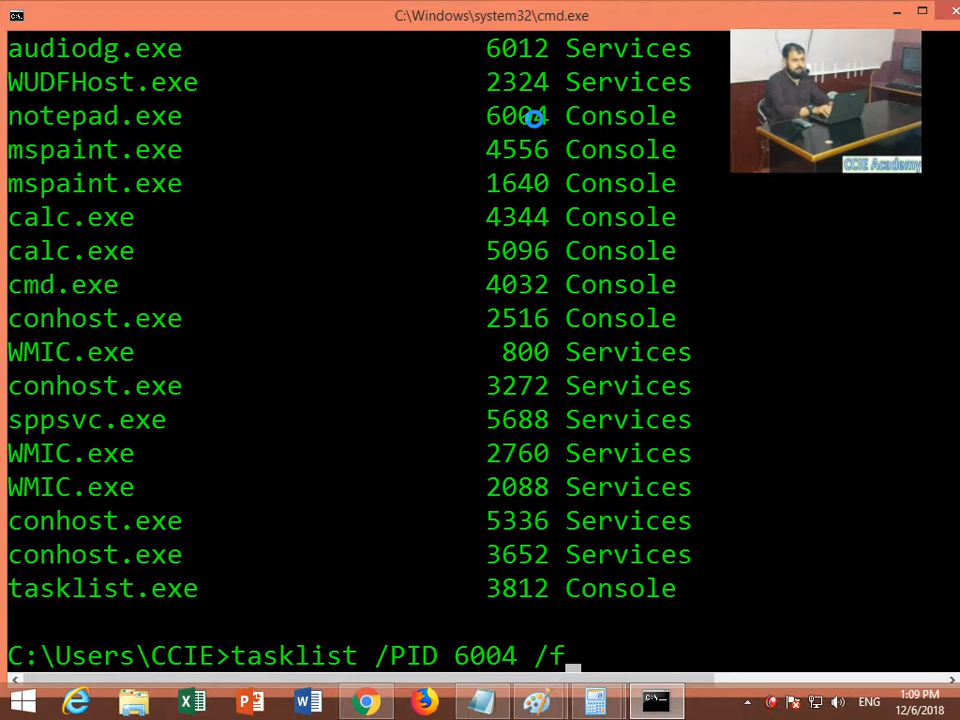 C:\Windows\system32\cmd.exe
audiodg.exe 6012 Services
WUDFHost.exe 2324 Services
notepad.exe 6004 Console
mspaint.exe 4556 Console
mspaint.exe 1640 Console
calc.exe 4344 Console
calc.exe 5096 Console
cmd.exe 4032 Console
conhost.exe 2516 Console
WMIC.exe 800 Services
conhost.exe 3272 Services
sppsvc.exe 5688 Services
WMIC.exe 2760 Services
WMIC.exe 2088 Services
conhost.exe 5336 Services
conhost.exe 3652 Services
tasklist.exe 3812 Console
C:\Users\CCIE>tasklist /PID 6004 /f
CCIE Academy
ENG
1:09 PM
12/6/2018